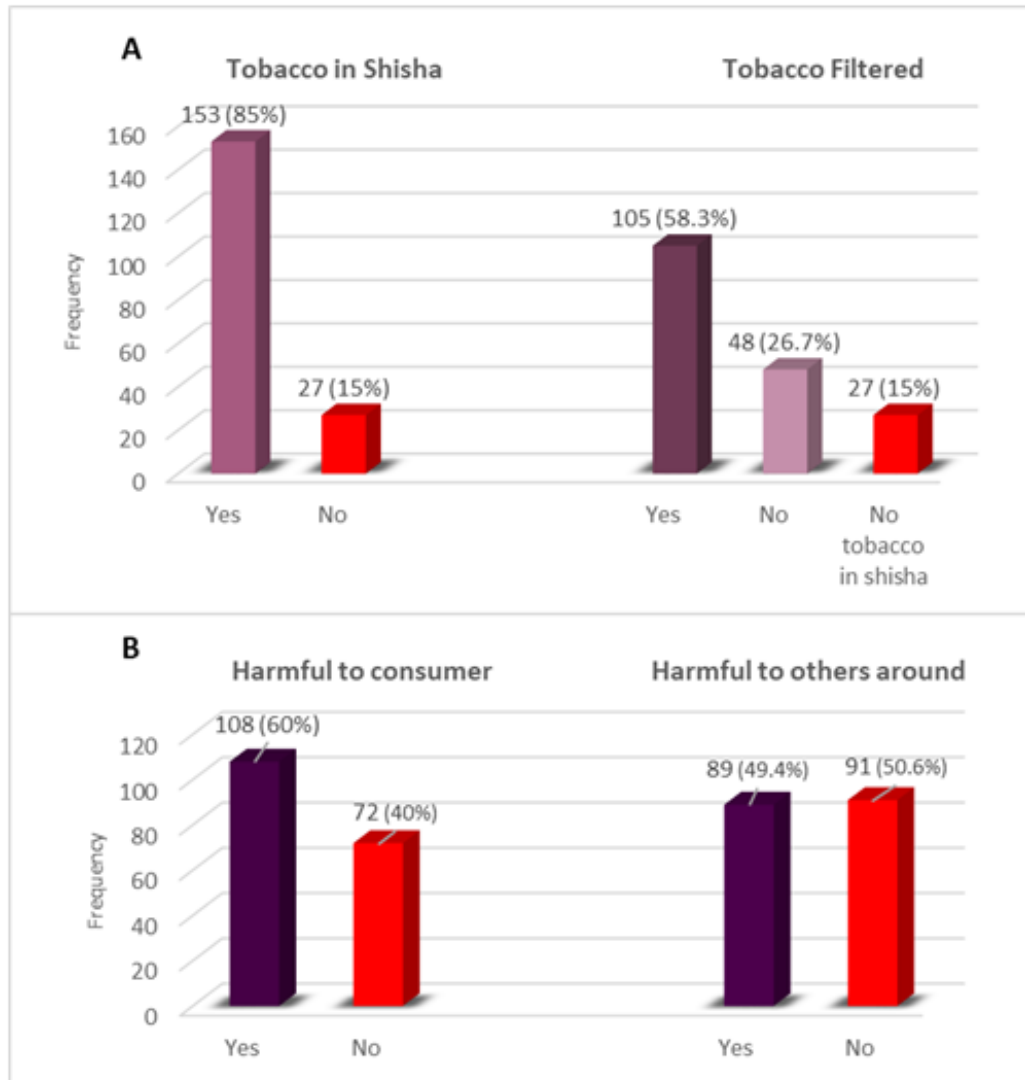 A
Tobacco in Shisha
Tobacco Filtered
153 (85%)
27 (15%)
105 (58.3%)
48 (26.7%)
27 (15%)
Frequency
160
140
120
100
80
60
40
20
0
Yes
No
Yes
No
No
tobacco
in shisha
B
Harmful to consumer
Harmful to others around
108 (60%)
72 (40%)
89 (49.4%)
91 (50.6%)
Frequency
120
100
80
60
40
20
0
Yes
No
Yes
No